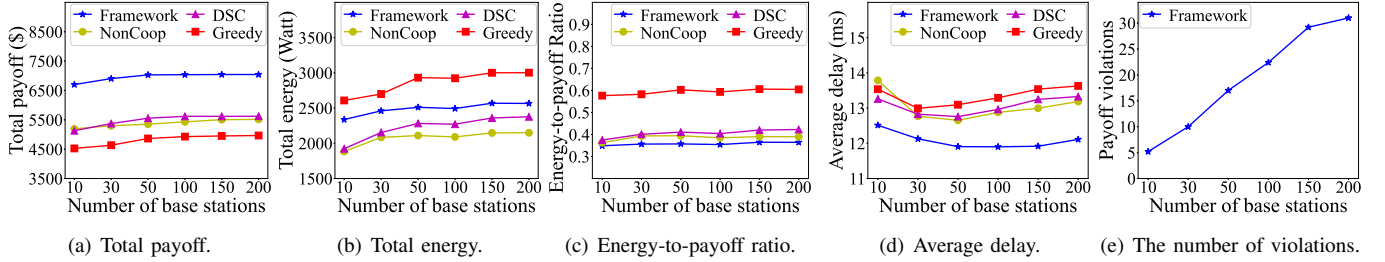 Total payoff ($)
8500
7500
6500
5500
4500
3500
Framework
NonCoop
DSC
Greedy
10 30 50 100 150 200
Number of base stations
(a) Total payoff.
Total energy (Watt)
3500
3000
2500
2000
1500
Framework
NonCoop
DSC
Greedy
10 30 50 100 150 200
Number of base stations
(b) Total energy.
Energy-to-payoff Ratio
0.9
0.8
0.7
0.6
0.5
0.4
0.3
Framework
NonCoop
DSC
Greedy
10 30 50 100 150 200
Number of base stations
(c) Energy-to-payoff ratio.
Average delay (ms)
15
14
13
12
11
Framework
NonCoop
DSC
Greedy
10 30 50 100 150 200
Number of base stations
(d) Average delay.
Payoff violations
30
25
20
15
10
5
0
Framework
10 30 50 100 150 200
Number of base stations
(e) The number of violations.